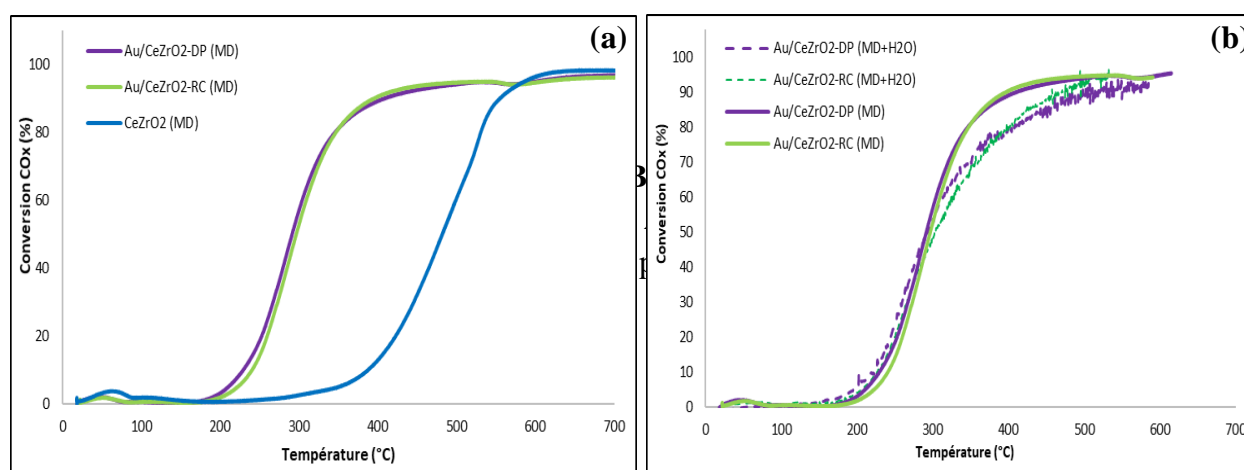 (a)
Au/CeZrO2-DP (MD)
Au/CeZrO2-RC (MD)
CeZrO2 (MD)
Conversion COx (%)
100
80
60
40
20
0
0 100 200 300 400 500 600 700
Température (°C)
(b)
Au/CeZrO2-DP (MD+H2O)
Au/CeZrO2-RC (MD+H2O)
Au/CeZrO2-DP (MD)
Au/CeZrO2-RC (MD)
Conversion COx (%)
100
90
80
70
60
50
40
30
20
10
0
0 100 200 300 400 500 600 700
Température (°C)